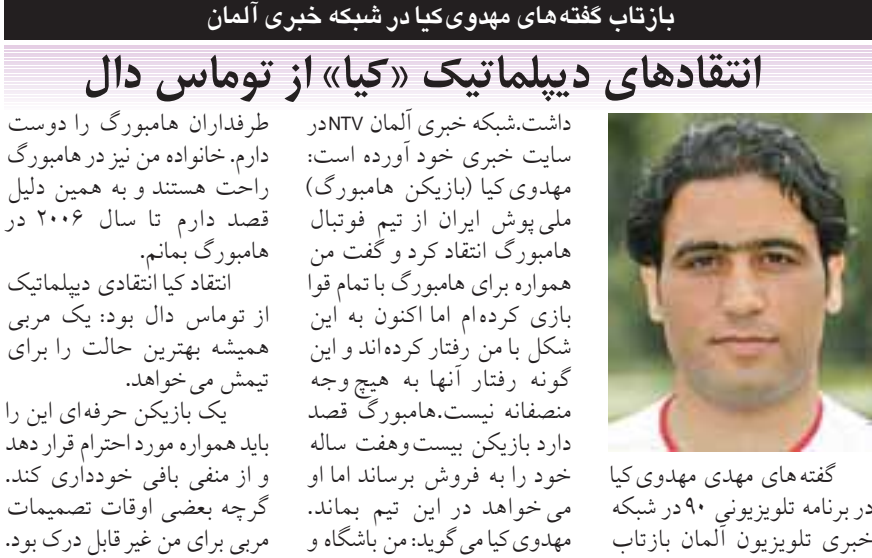 بازتاب گفته‌های مهدوی‌کیا در شبکه خبری آلمان
انتقادهای دیپلماتیک «کیا» از توماس دال
گفته‌های مهدی مهدوی‌کیا
در برنامه تلویزیونی ۹۰ در شبکه
خبری تلویزیون آلمان بازتاب
داشت.شبکه خبری آلمان NTVدر
سایت خبری خود آورده است:
مهدوی‌کیا (بازیکن هامبورگ)
ملی‌پوش ایران از تیم فوتبال
هامبورگ انتقاد کرد و گفت من
همواره برای هامبورگ با تمام قوا
بازی کرده‌ام اما اکنون به این
شکل با من رفتار کرده‌اند و این
گونه رفتار آنها به هیچ وجه
منصفانه نیست.هامبورگ قصد
دارد بازیکن بیست‌وهفت ساله
خود را به فروش برساند اما او
می‌خواهد در این تیم بماند.
مهدوی‌کیا می‌گوید: من باشگاه و
طرفداران هامبورگ را دوست
دارم. خانواده من نیز در هامبورگ
راحت هستند و به همین دلیل
قصد دارم تا سال ۲۰۰۶ در
هامبورگ بمانم.
انتقاد کیا انتقادی دیپلماتیک
از توماس دال بود: یک مربی
همیشه بهترین حالت را برای
تیمش می‌خواهد.
یک بازیکن حرفه‌ای این را
باید همواره مورد احترام قرار دهد
و از منفی بافی خودداری کند.
گرچه بعضی اوقات تصمیمات
مربی برای من غیر قابل درک بود.